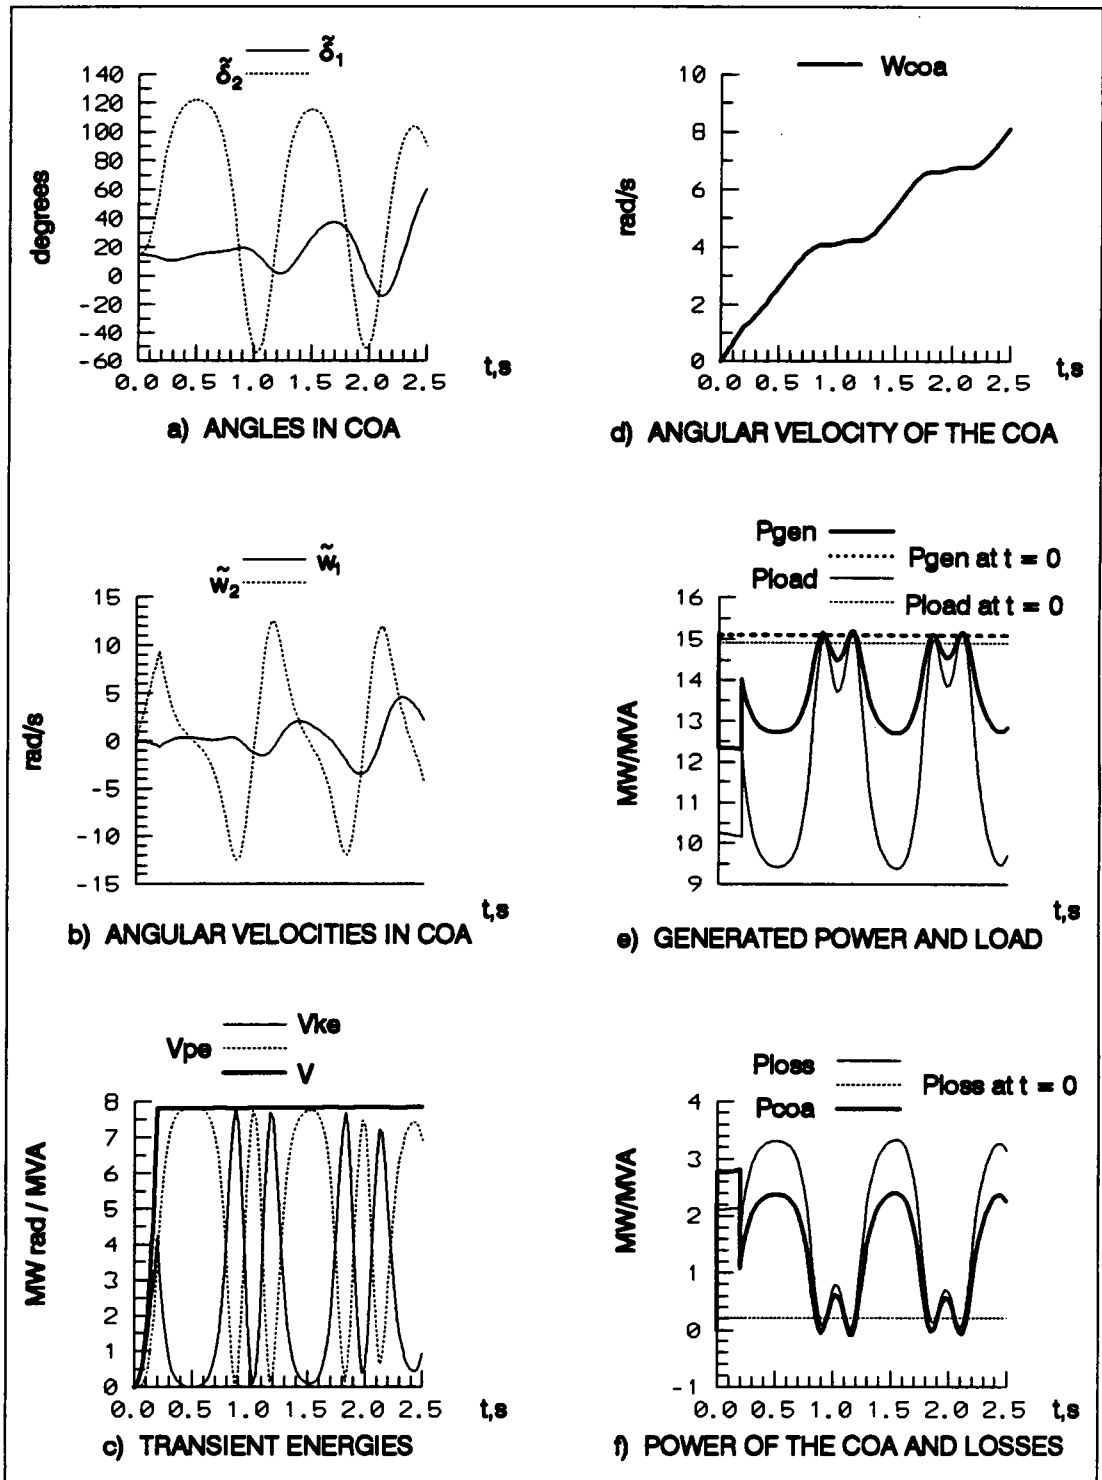 δ̃1
δ̃2
140
120
100
80
60
40
20
0
-20
-40
-60
degrees
0.0 0.5 1.0 1.5 2.0 2.5
t,s
a) ANGLES IN COA
Wcoa
10
8
6
4
2
0
rad/s
0.0 0.5 1.0 1.5 2.0 2.5
t,s
d) ANGULAR VELOCITY OF THE COA
w̃1
w̃2
15
10
5
0
-5
-10
-15
rad/s
t,s
b) ANGULAR VELOCITIES IN COA
Pgen
Pgen at t = 0
Pload
Pload at t = 0
16
15
14
13
12
11
10
9
MW/MVA
t,s
e) GENERATED POWER AND LOAD
Vke
Vpe
V
8
7
6
5
4
3
2
1
0
MW rad / MVA
0.0 0.5 1.0 1.5 2.0 2.5
t,s
c) TRANSIENT ENERGIES
Ploss
Ploss at t = 0
Pcoa
4
3
2
1
0
-1
MW/MVA
0.0 0.5 1.0 1.5 2.0 2.5
t,s
f) POWER OF THE COA AND LOSSES